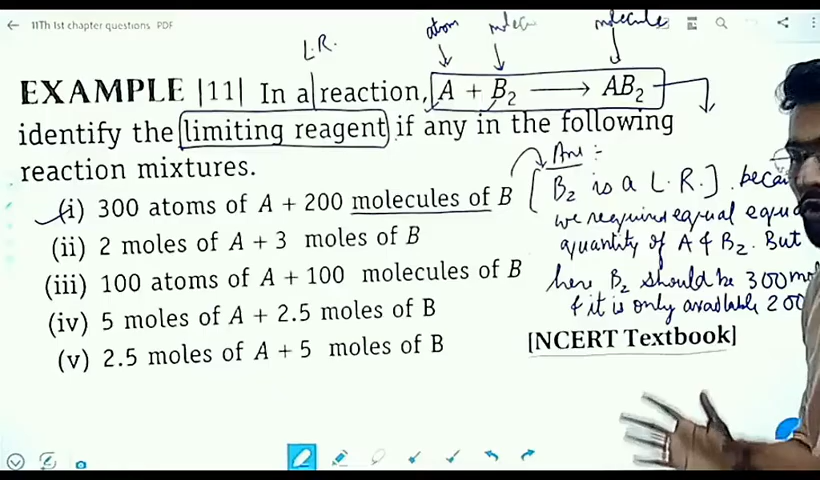 11Th 1st chapter questions PDF
atom
molecule
L.R.
EXAMPLE |11| In a reaction, A + B₂ ⟶ AB₂
identify the limiting reagent if any in the following
reaction mixtures.
Ans :-
(i) 300 atoms of A + 200 molecules of B
(ii) 2 moles of A + 3 moles of B
(iii) 100 atoms of A + 100 molecules of B
(iv) 5 moles of A + 2.5 moles of B
(v) 2.5 moles of A + 5 moles of B
[B₂ is a L.R.]. becau
we required equal equa
quantity of A & B₂. But
here B₂ should be 300 mol
& it is only available 200
[NCERT Textbook]